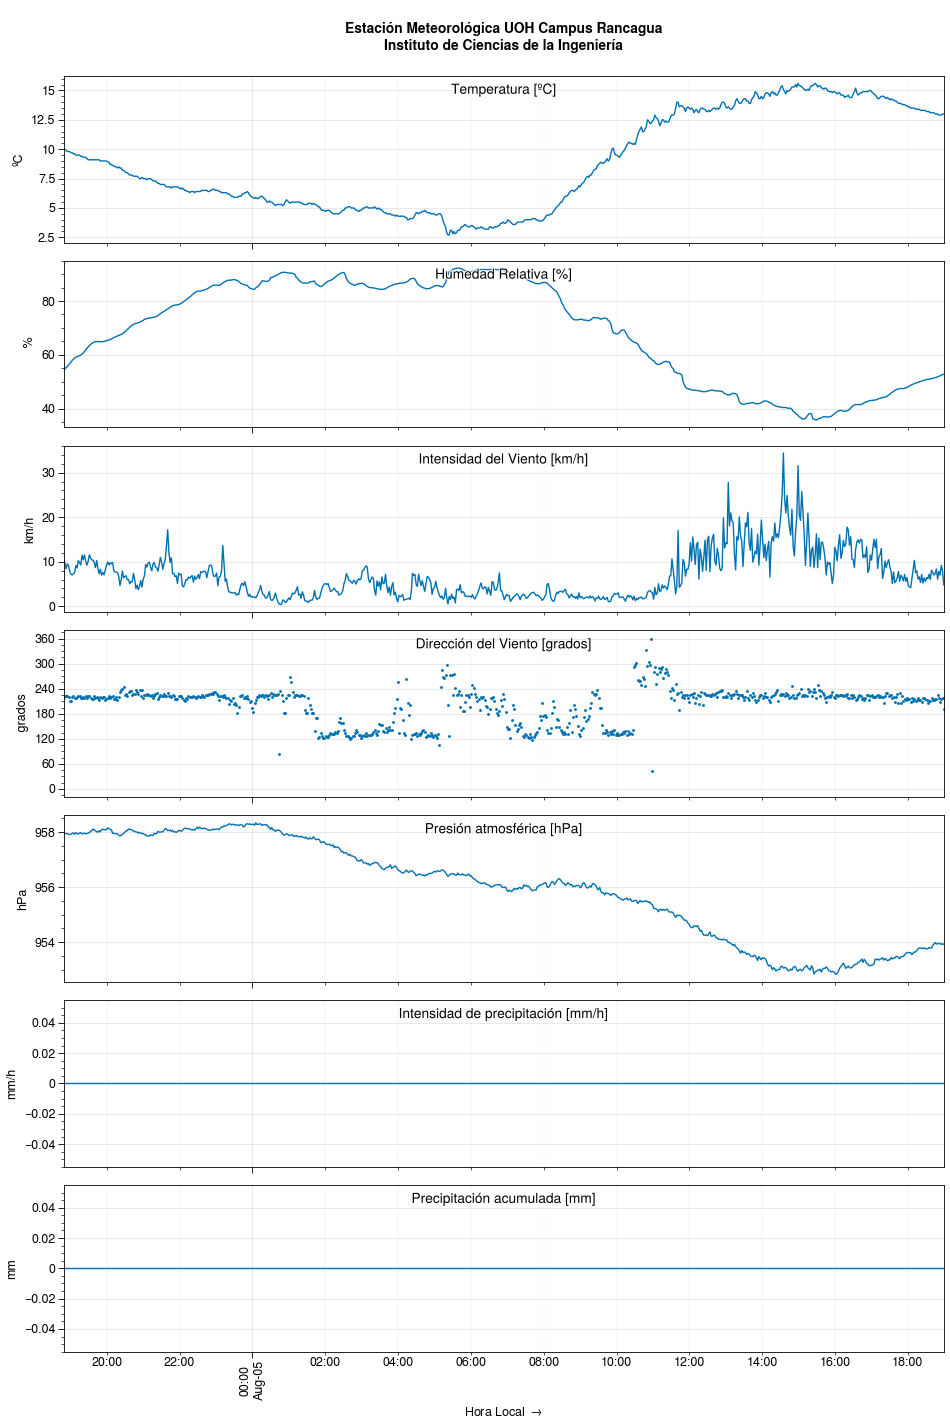 Estación Meteorológica UOH Campus Rancagua
Instituto de Ciencias de la Ingeniería
Temperatura [ºC]
15
12.5
10
7.5
5
2.5
ºC
Humedad Relativa [%]
80
60
40
%
Intensidad del Viento [km/h]
30
20
10
0
km/h
Dirección del Viento [grados]
360
300
240
180
120
60
0
grados
Presión atmosférica [hPa]
958
956
954
hPa
Intensidad de precipitación [mm/h]
0.04
0.02
0
−0.02
−0.04
mm/h
Precipitación acumulada [mm]
0.04
0.02
0
−0.02
−0.04
mm
20:00 22:00 00:00 02:00 04:00 06:00 08:00 10:00 12:00 14:00 16:00 18:00
Aug-05
Hora Local →